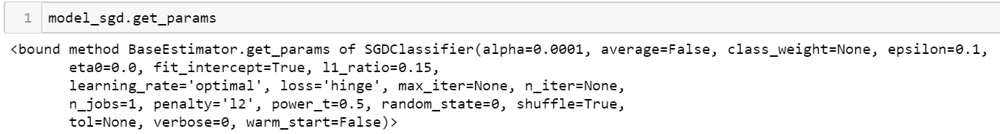 1 model_sgd.get_params
<bound method BaseEstimator.get_params of SGDClassifier(alpha=0.0001, average=False, class_weight=None, epsilon=0.1,
eta0=0.0, fit_intercept=True, l1_ratio=0.15,
learning_rate='optimal', loss='hinge', max_iter=None, n_iter=None,
n_jobs=1, penalty='l2', power_t=0.5, random_state=0, shuffle=True,
tol=None, verbose=0, warm_start=False)>